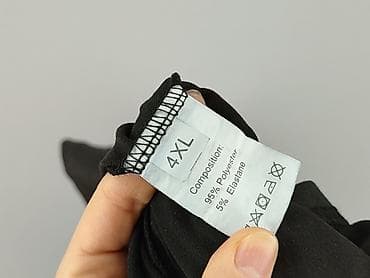 4XL
Composition:
95% Polyester
5% Elastane